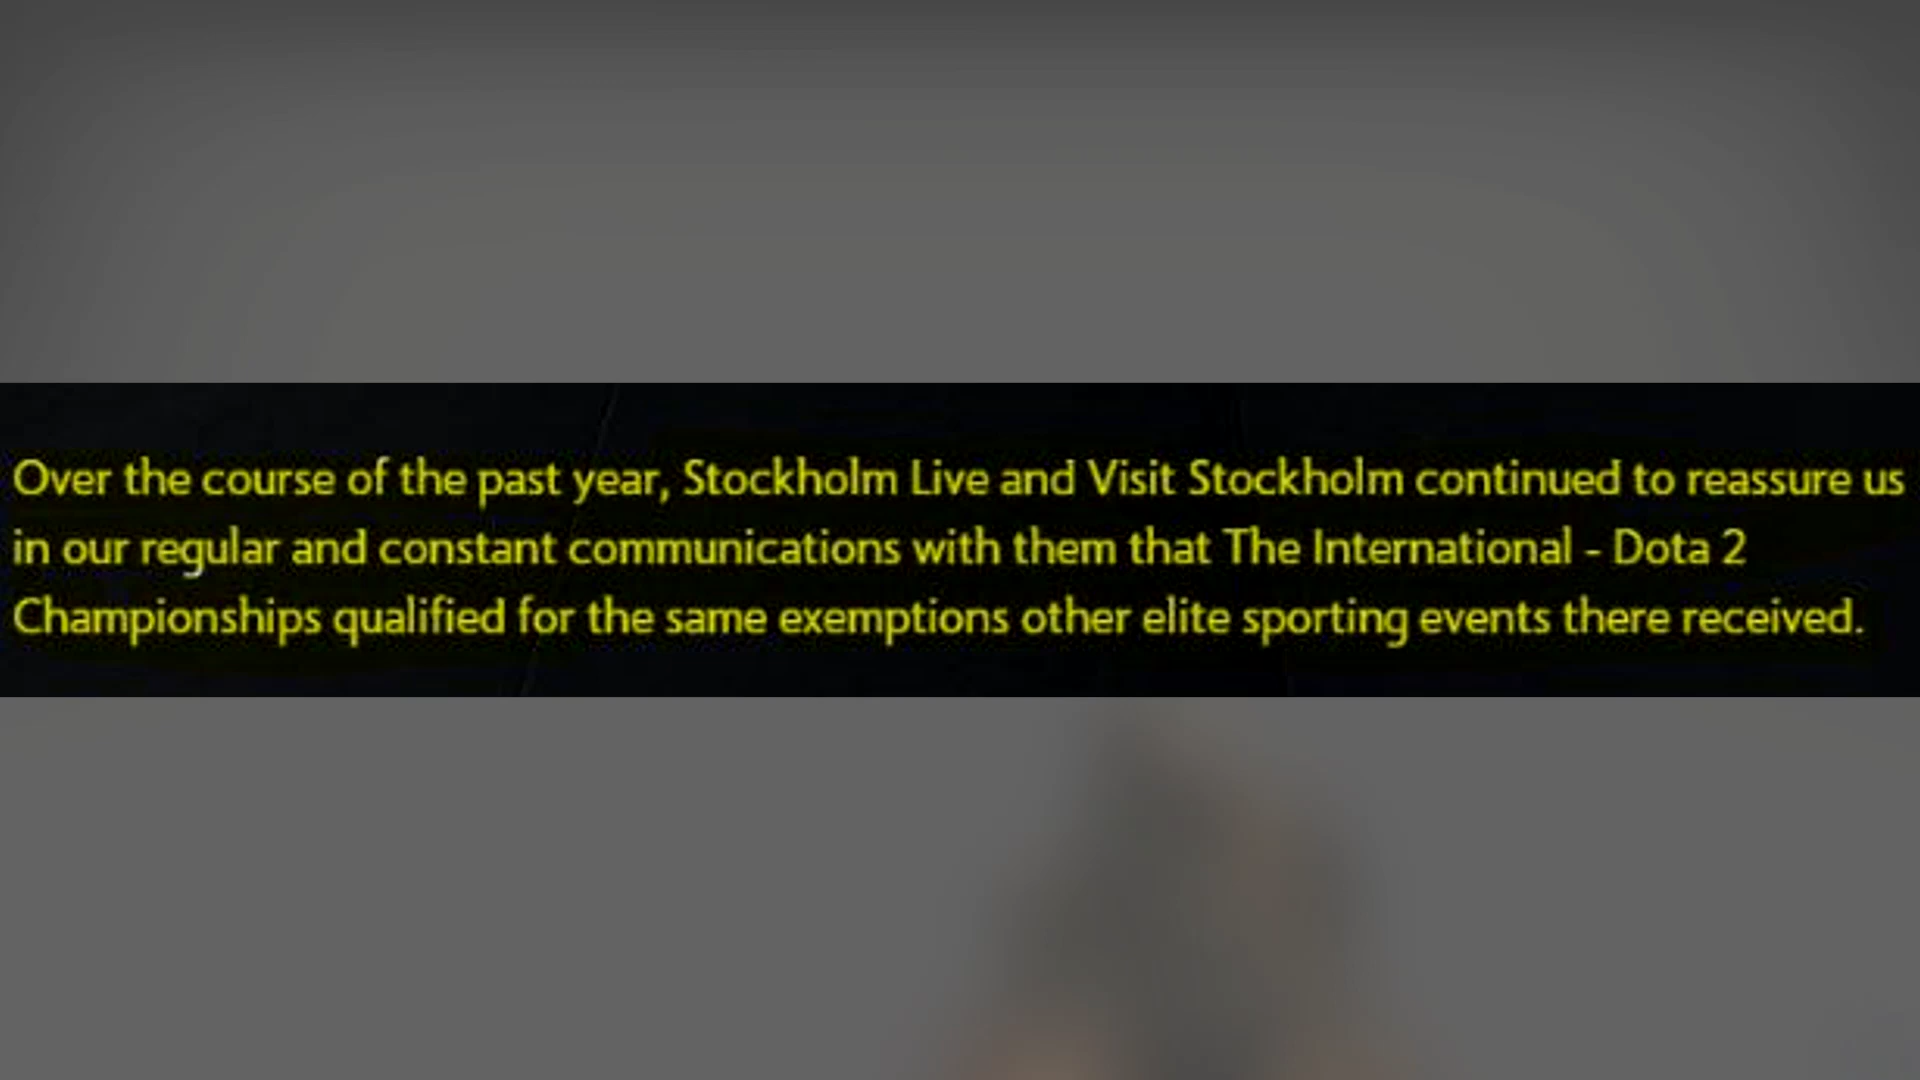 Over the course of the past year, Stockholm Live and Visit Stockholm continued to reassure us
in our regular and constant communications with them that The International - Dota 2
Championships qualified for the same exemptions other elite sporting events there received.